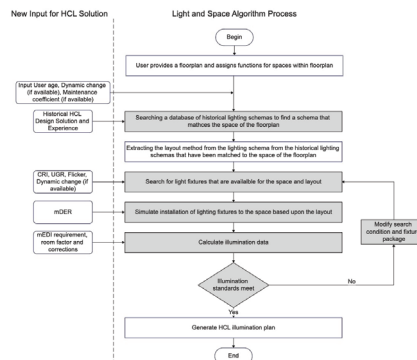 New Input for HCL Solution
Light and Space Algorithm Process
Begin
User provides a floorplan and assigns functions for spaces within floorplan
Input User age, Dynamic change
(if available), Maintenance
coefficient (if available)
Historical HCL
Design Solution and
Experience
Searching a database of historical lighting schemas to find a schema that
mathces the space of the floorplan
Extracting the layout method from the lighting schema from the historical lighting
schemas that have been matched to the space of the floorplan
CRI, UGR, Flicker,
Dynamic change (if
available)
Search for light fixtures that are availalble for the space and layout
mDER
Simulate installation of lighting fixtures to the space based upon the layout
Modify search
condition and fixture
package
mEDI requirement,
room factor and
corrections
Calculate illumination data
Illumination
standards meet
No
Yes
Generate HCL illumination plan
End